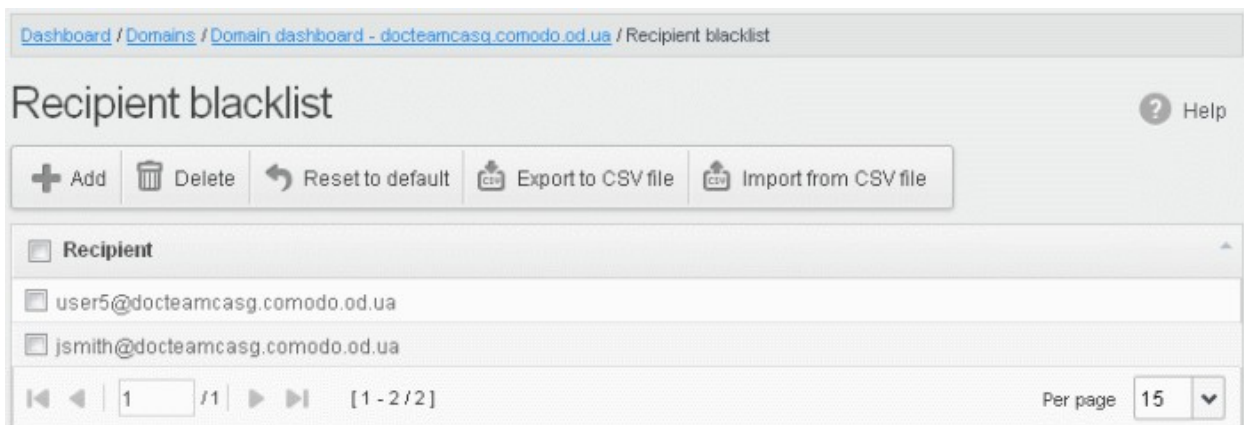 Dashboard / Domains / Domain dashboard - docteamcasg.comodo.od.ua / Recipient blacklist
Recipient blacklist
? Help
Add Delete Reset to default CSV Export to CSV file CSV Import from CSV file
Recipient
user5@docteamcasg.comodo.od.ua
jsmith@docteamcasg.comodo.od.ua
1 / 1 [ 1 - 2 / 2 ] Per page 15